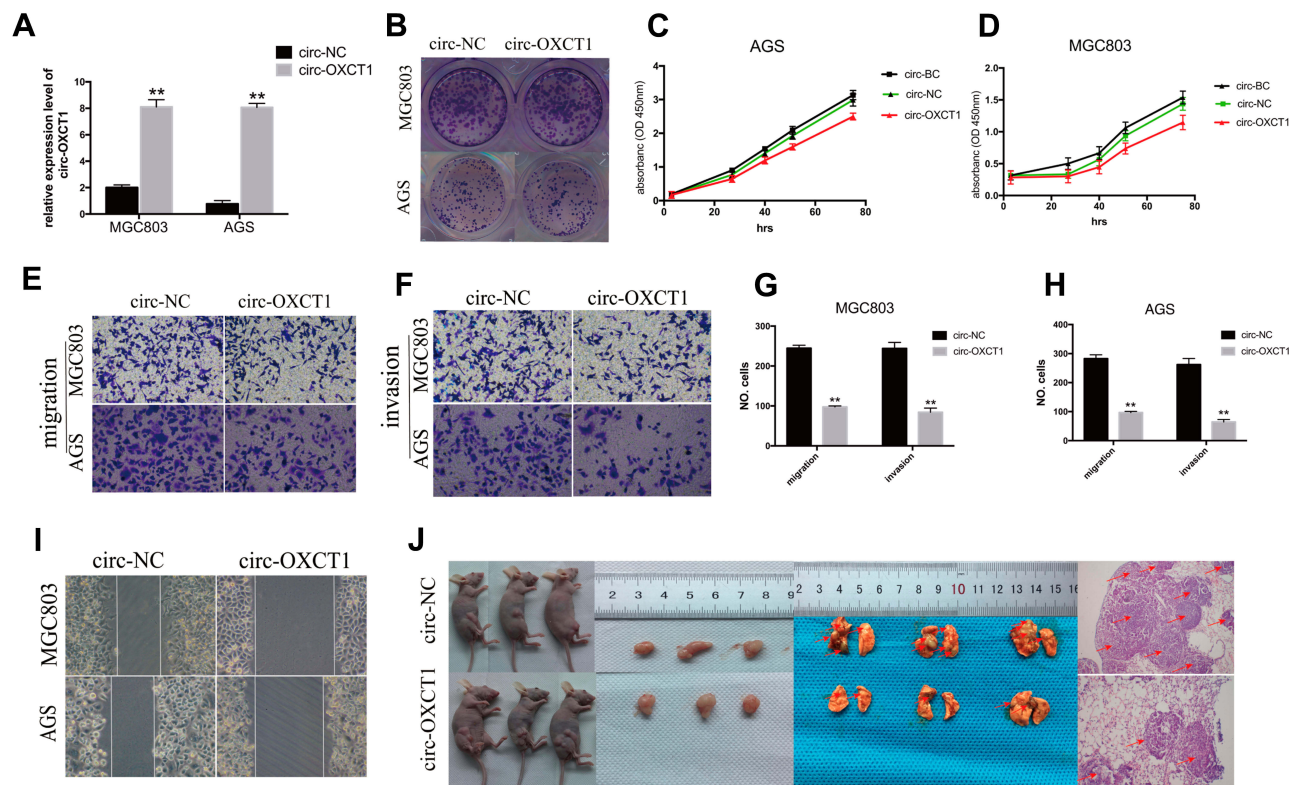 A
circ-NC
circ-OXCT1
relative expression level of
circ-OXCT1
10
8
6
4
2
0
**
**
MGC803
AGS
B
circ-NC
circ-OXCT1
MGC803
AGS
C
AGS
absorbanc (OD 450nm)
4
3
2
1
0
0
20
40
60
80
hrs
circ-BC
circ-NC
circ-OXCT1
D
MGC803
absorbanc (OD 450nm)
2.0
1.5
1.0
0.5
0.0
0
20
40
60
80
hrs
circ-BC
circ-NC
circ-OXCT1
E
circ-NC
circ-OXCT1
migration
MGC803
AGS
F
circ-NC
circ-OXCT1
invasion
MGC803
AGS
G
MGC803
NO. cells
300
200
100
0
**
**
migration
invasion
circ-NC
circ-OXCT1
H
AGS
NO. cells
400
300
200
100
0
**
**
migration
invasion
circ-NC
circ-OXCT1
I
circ-NC
circ-OXCT1
MGC803
AGS
J
circ-NC
circ-OXCT1
2 3 4 5 6 7 8 9
2 3 4 5 6 7 8 9 10 11 12 13 14 15 16